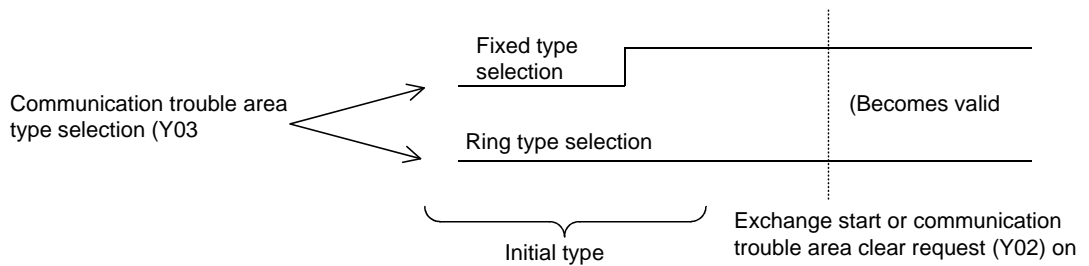 Fixed type
selection
Communication trouble area
type selection (Y03
(Becomes valid
Ring type selection
Exchange start or communication
trouble area clear request (Y02) on
Initial type